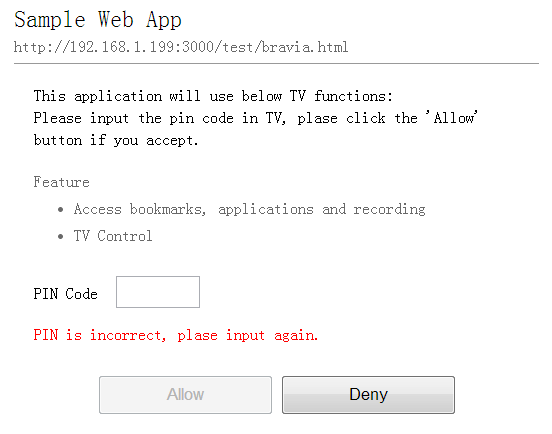 Sample Web App
http://192.168.1.199:3000/test/bravia.html
This application will use below TV functions:
Please input the pin code in TV, plase click the 'Allow'
button if you accept.
Feature
• Access bookmarks, applications and recording
• TV Control
PIN Code
PIN is incorrect, plase input again.
Allow Deny